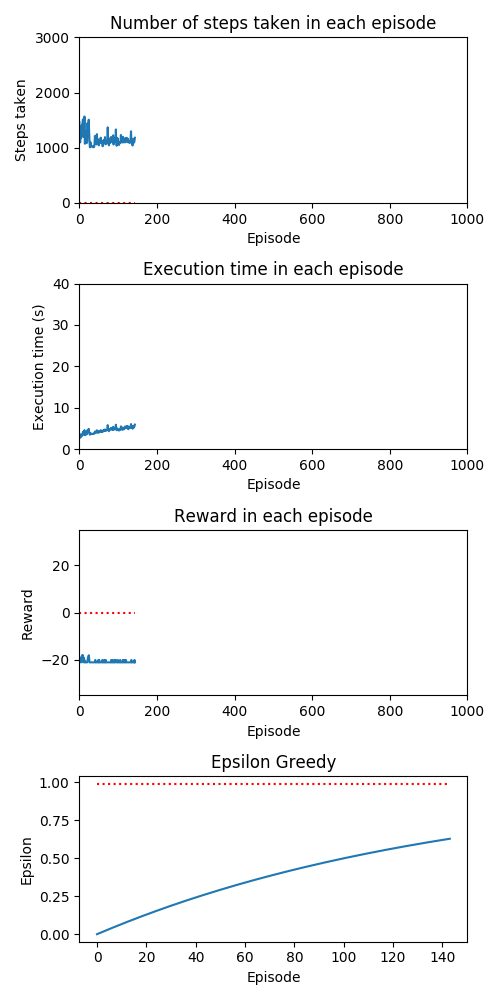 Number of steps taken in each episode
3000
2000
1000
0
Steps taken
0 200 400 600 800 1000
Episode
Execution time in each episode
40
30
20
10
0
Execution time (s)
0 200 400 600 800 1000
Episode
Reward in each episode
20
0
−20
Reward
0 200 400 600 800 1000
Episode
Epsilon Greedy
1.00
0.75
0.50
0.25
0.00
Epsilon
0 20 40 60 80 100 120 140
Episode